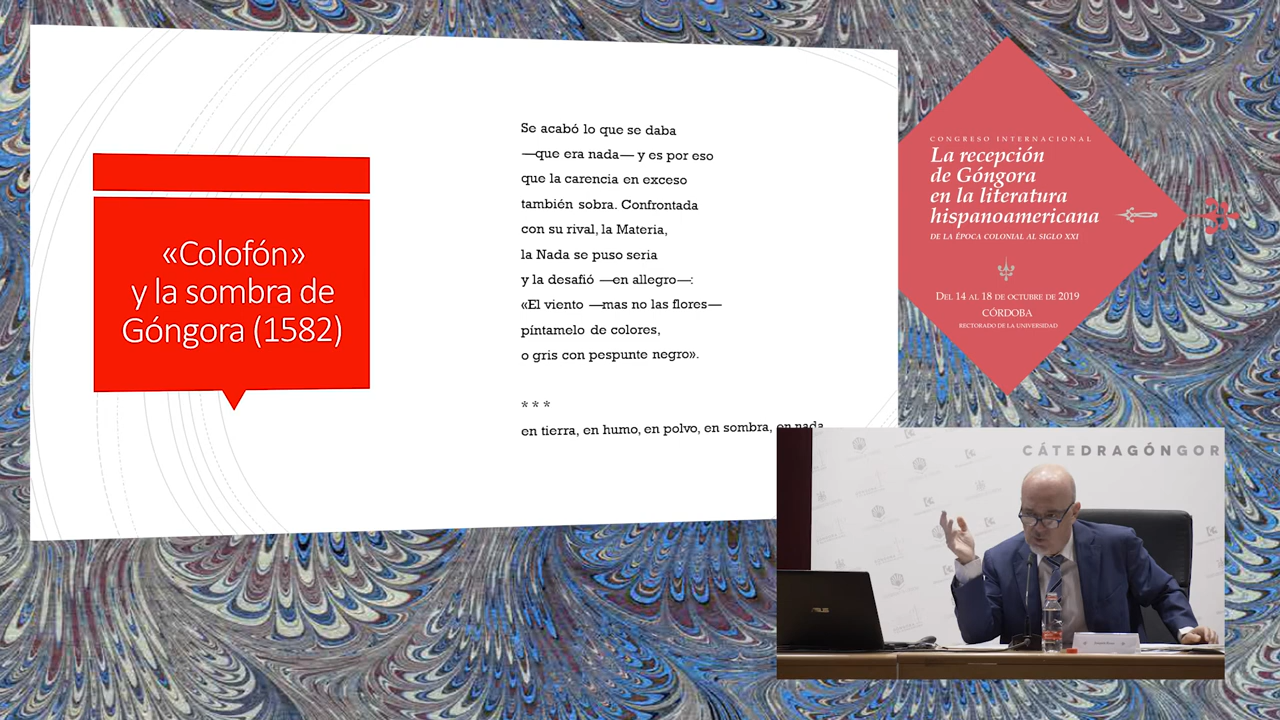 «Colofón»
y la sombra de
Góngora (1582)
Se acabó lo que se daba
—que era nada— y es por eso
que la carencia en exceso
también sobra. Confrontada
con su rival, la Materia,
la Nada se puso seria
y la desafió —en allegro—:
«El viento —mas no las flores—
píntamelo de colores,
o gris con pespunte negro».
* * *
en tierra, en humo, en polvo, en sombra, en nada
CONGRESO INTERNACIONAL
La recepción
de Góngora
en la literatura
hispanoamericana
DE LA ÉPOCA COLONIAL AL SIGLO XXI
DEL 14 AL 18 DE OCTUBRE DE 2019
CÓRDOBA
RECTORADO DE LA UNIVERSIDAD
CÁTEDRAGÓNGOR
ASUS